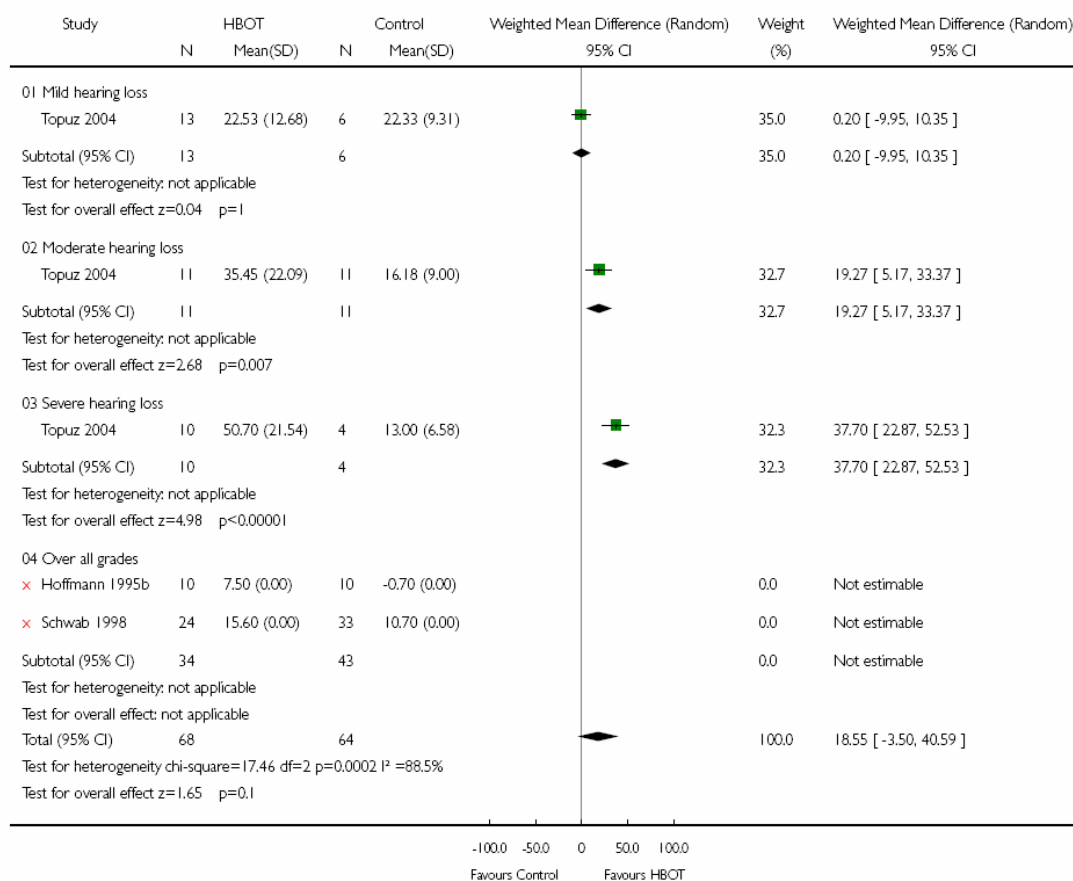 Study HBOT Control Weighted Mean Difference (Random) Weight Weighted Mean Difference (Random)
N Mean(SD) N Mean(SD) 95% CI (%) 95% CI
01 Mild hearing loss
Topuz 2004 13 22.53 (12.68) 6 22.33 (9.31) 35.0 0.20 [ -9.95, 10.35 ]
Subtotal (95% CI) 13 6 35.0 0.20 [ -9.95, 10.35 ]
Test for heterogeneity: not applicable
Test for overall effect z=0.04 p=1
02 Moderate hearing loss
Topuz 2004 11 35.45 (22.09) 11 16.18 (9.00) 32.7 19.27 [ 5.17, 33.37 ]
Subtotal (95% CI) 11 11 32.7 19.27 [ 5.17, 33.37 ]
Test for heterogeneity: not applicable
Test for overall effect z=2.68 p=0.007
03 Severe hearing loss
Topuz 2004 10 50.70 (21.54) 4 13.00 (6.58) 32.3 37.70 [ 22.87, 52.53 ]
Subtotal (95% CI) 10 4 32.3 37.70 [ 22.87, 52.53 ]
Test for heterogeneity: not applicable
Test for overall effect z=4.98 p<0.00001
04 Over all grades
× Hoffmann 1995b 10 7.50 (0.00) 10 -0.70 (0.00) 0.0 Not estimable
× Schwab 1998 24 15.60 (0.00) 33 10.70 (0.00) 0.0 Not estimable
Subtotal (95% CI) 34 43 0.0 Not estimable
Test for heterogeneity: not applicable
Test for overall effect: not applicable
Total (95% CI) 68 64 100.0 18.55 [ -3.50, 40.59 ]
Test for heterogeneity chi-square=17.46 df=2 p=0.0002 I² =88.5%
Test for overall effect z=1.65 p=0.1
-100.0 -50.0 0 50.0 100.0
Favours Control Favours HBOT